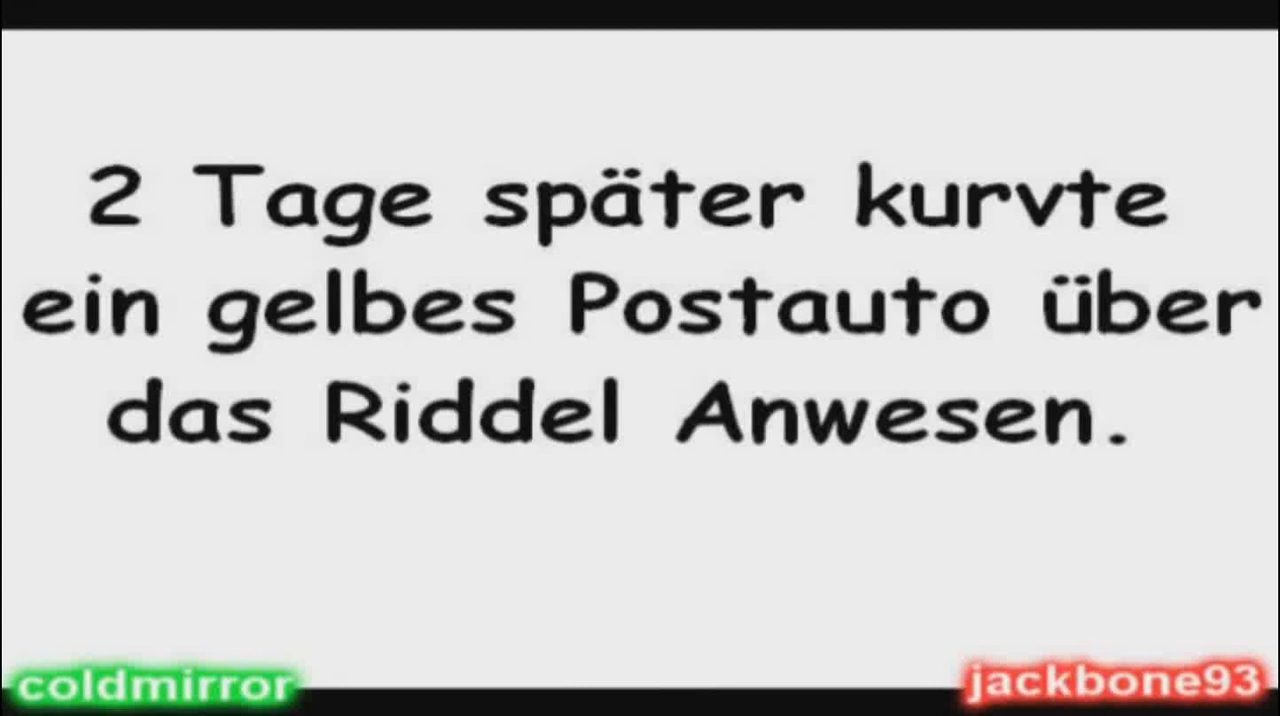 2 Tage später kurvte
ein gelbes Postauto über
das Riddel Anwesen.
coldmirror
jackbone93